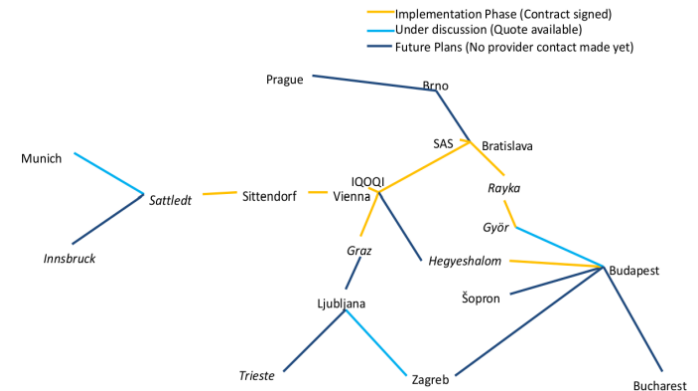 Implementation Phase (Contract signed)
Under discussion (Quote available)
Future Plans (No provider contact made yet)
Prague
Brno
SAS
Bratislava
Munich
IQOQI
Rayka
Sattledt
Sittendorf
Vienna
Györ
Innsbruck
Graz
Hegyeshalom
Budapest
Šopron
Ljubljana
Trieste
Zagreb
Bucharest